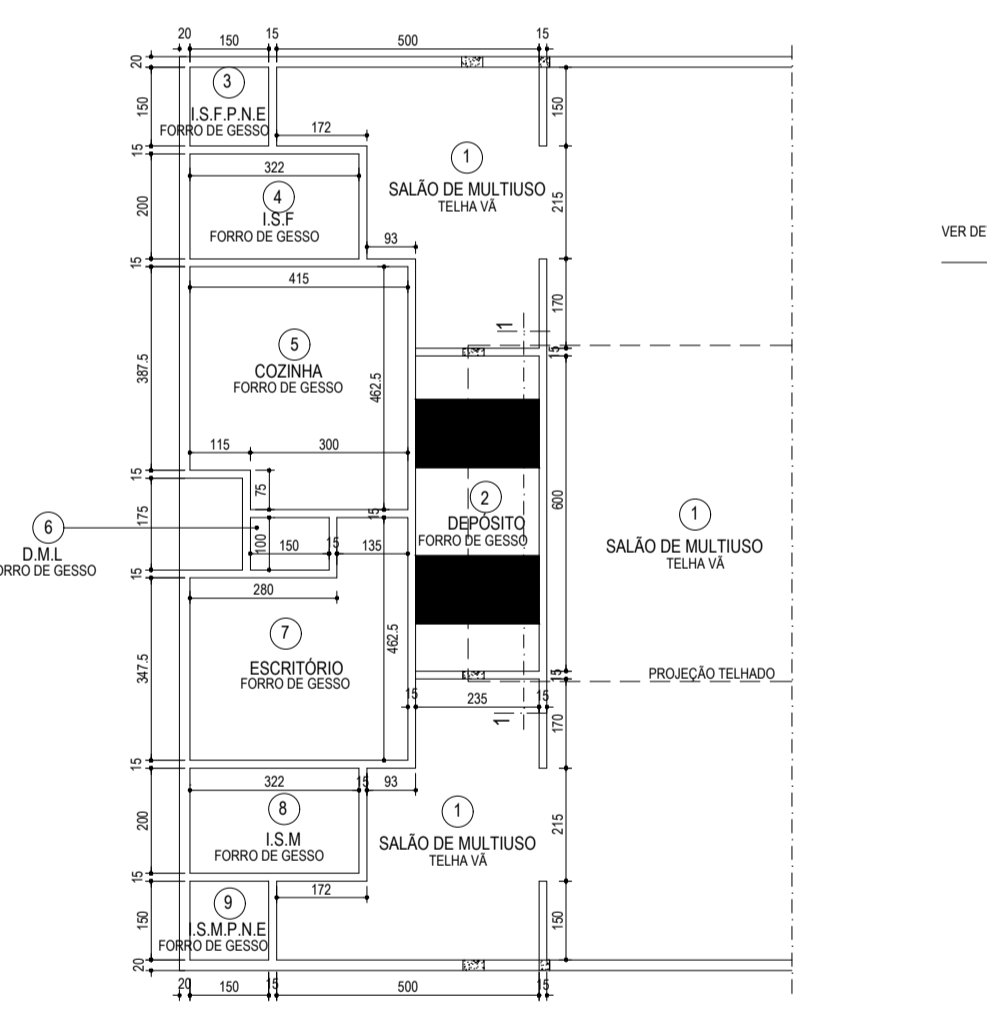 20 150 15 500 15
20
3
150
I.S.F.P.N.E
FORRO DE GESSO
150
172
15
1
322
SALÃO DE MULTIUSO
TELHA VÃ
4
200
I.S.F
FORRO DE GESSO
215
93
VER DE
15
415
170
1
5
COZINHA
FORRO DE GESSO
387.5
462.5
15
115 300
15
75
2
DEPÓSITO
FORRO DE GESSO
600
1
SALÃO DE MULTIUSO
TELHA VÃ
175
6
D.M.L
ORRO DE GESSO
15
100
150 15 135
15
280
7
ESCRITÓRIO
FORRO DE GESSO
347.5
462.5
PROJEÇÃO TELHADO
15
15 235 15
1
170
15
322 15 93
8
I.S.M
FORRO DE GESSO
200
1
SALÃO DE MULTIUSO
TELHA VÃ
215
15
172
9
I.S.M.P.N.E
FORRO DE GESSO
150
150
20
20 150 15 500 15